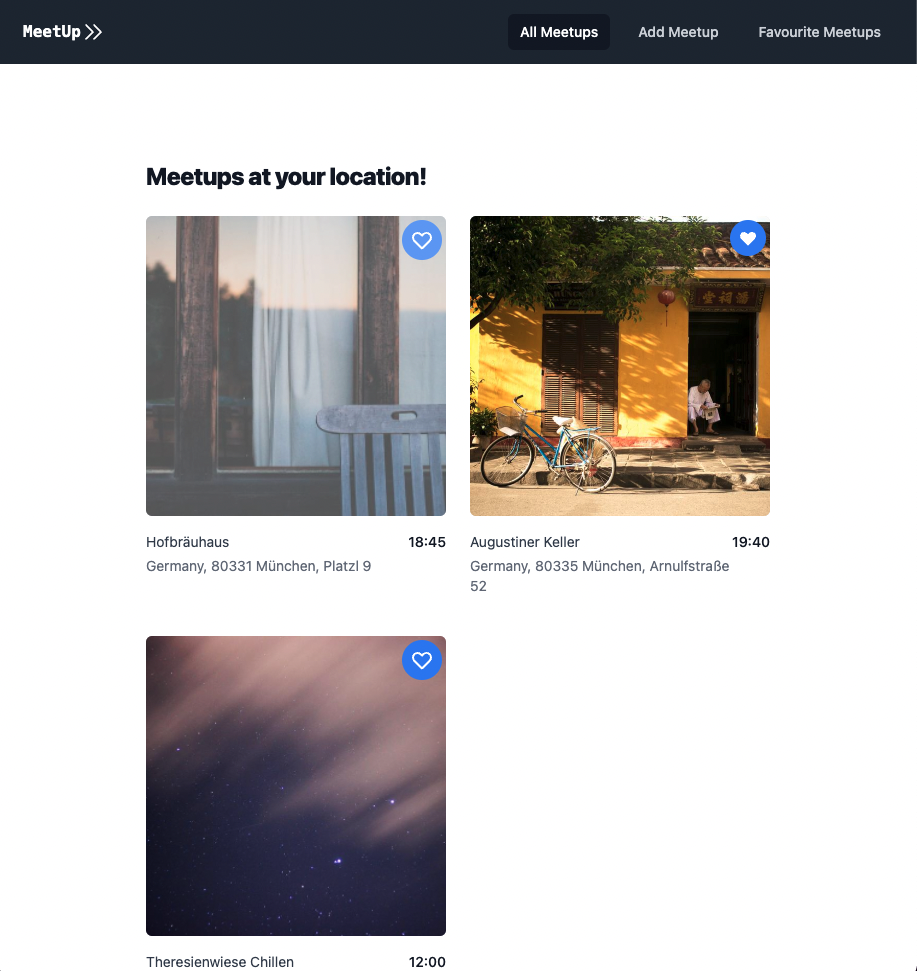 MeetUp
All Meetups
Add Meetup
Favourite Meetups
Meetups at your location!
Hofbräuhaus
18:45
Germany, 80331 München, Platzl 9
Augustiner Keller
19:40
Germany, 80335 München, Arnulfstraße
52
Theresienwiese Chillen
12:00